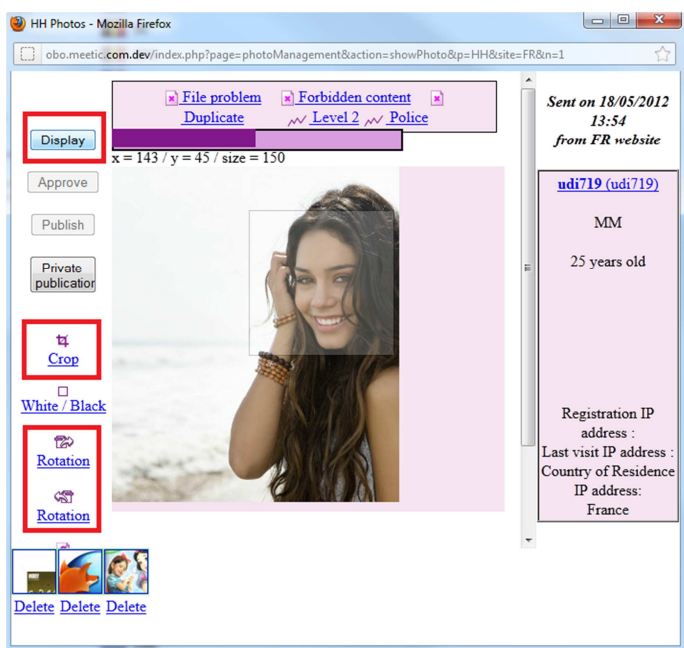 HH Photos - Mozilla Firefox
obo.meetic.com.dev/index.php?page=photoManagement&action=showPhoto&p=HH&site=FR&n=1
File problem Forbidden content
Duplicate Level 2 Police
x = 143 / y = 45 / size = 150
Display
Approve
Publish
Private
publication
Crop
White / Black
Rotation
Rotation
Delete Delete Delete
Sent on 18/05/2012
13:54
from FR website
udi719 (udi719)
MM
25 years old
Registration IP
address :
Last visit IP address :
Country of Residence
IP address:
France